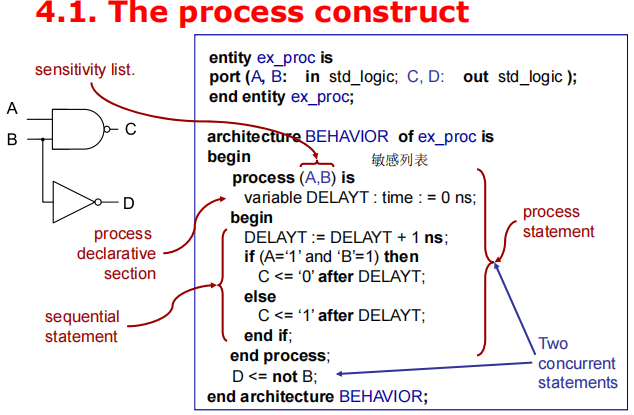 4.1. The process construct
sensitivity list.
A
B
C
D
process
declarative
section
sequential
statement
entity ex_proc is
port (A, B: in std_logic; C, D: out std_logic );
end entity ex_proc;
architecture BEHAVIOR of ex_proc is
begin
敏感列表
process (A,B) is
variable DELAYT : time : = 0 ns;
begin
DELAYT := DELAYT + 1 ns;
if (A=‘1’ and ‘B’=1) then
C <= ‘0’ after DELAYT;
else
C <= ‘1’ after DELAYT;
end if;
end process;
D <= not B;
end architecture BEHAVIOR;
process
statement
Two
concurrent
statements